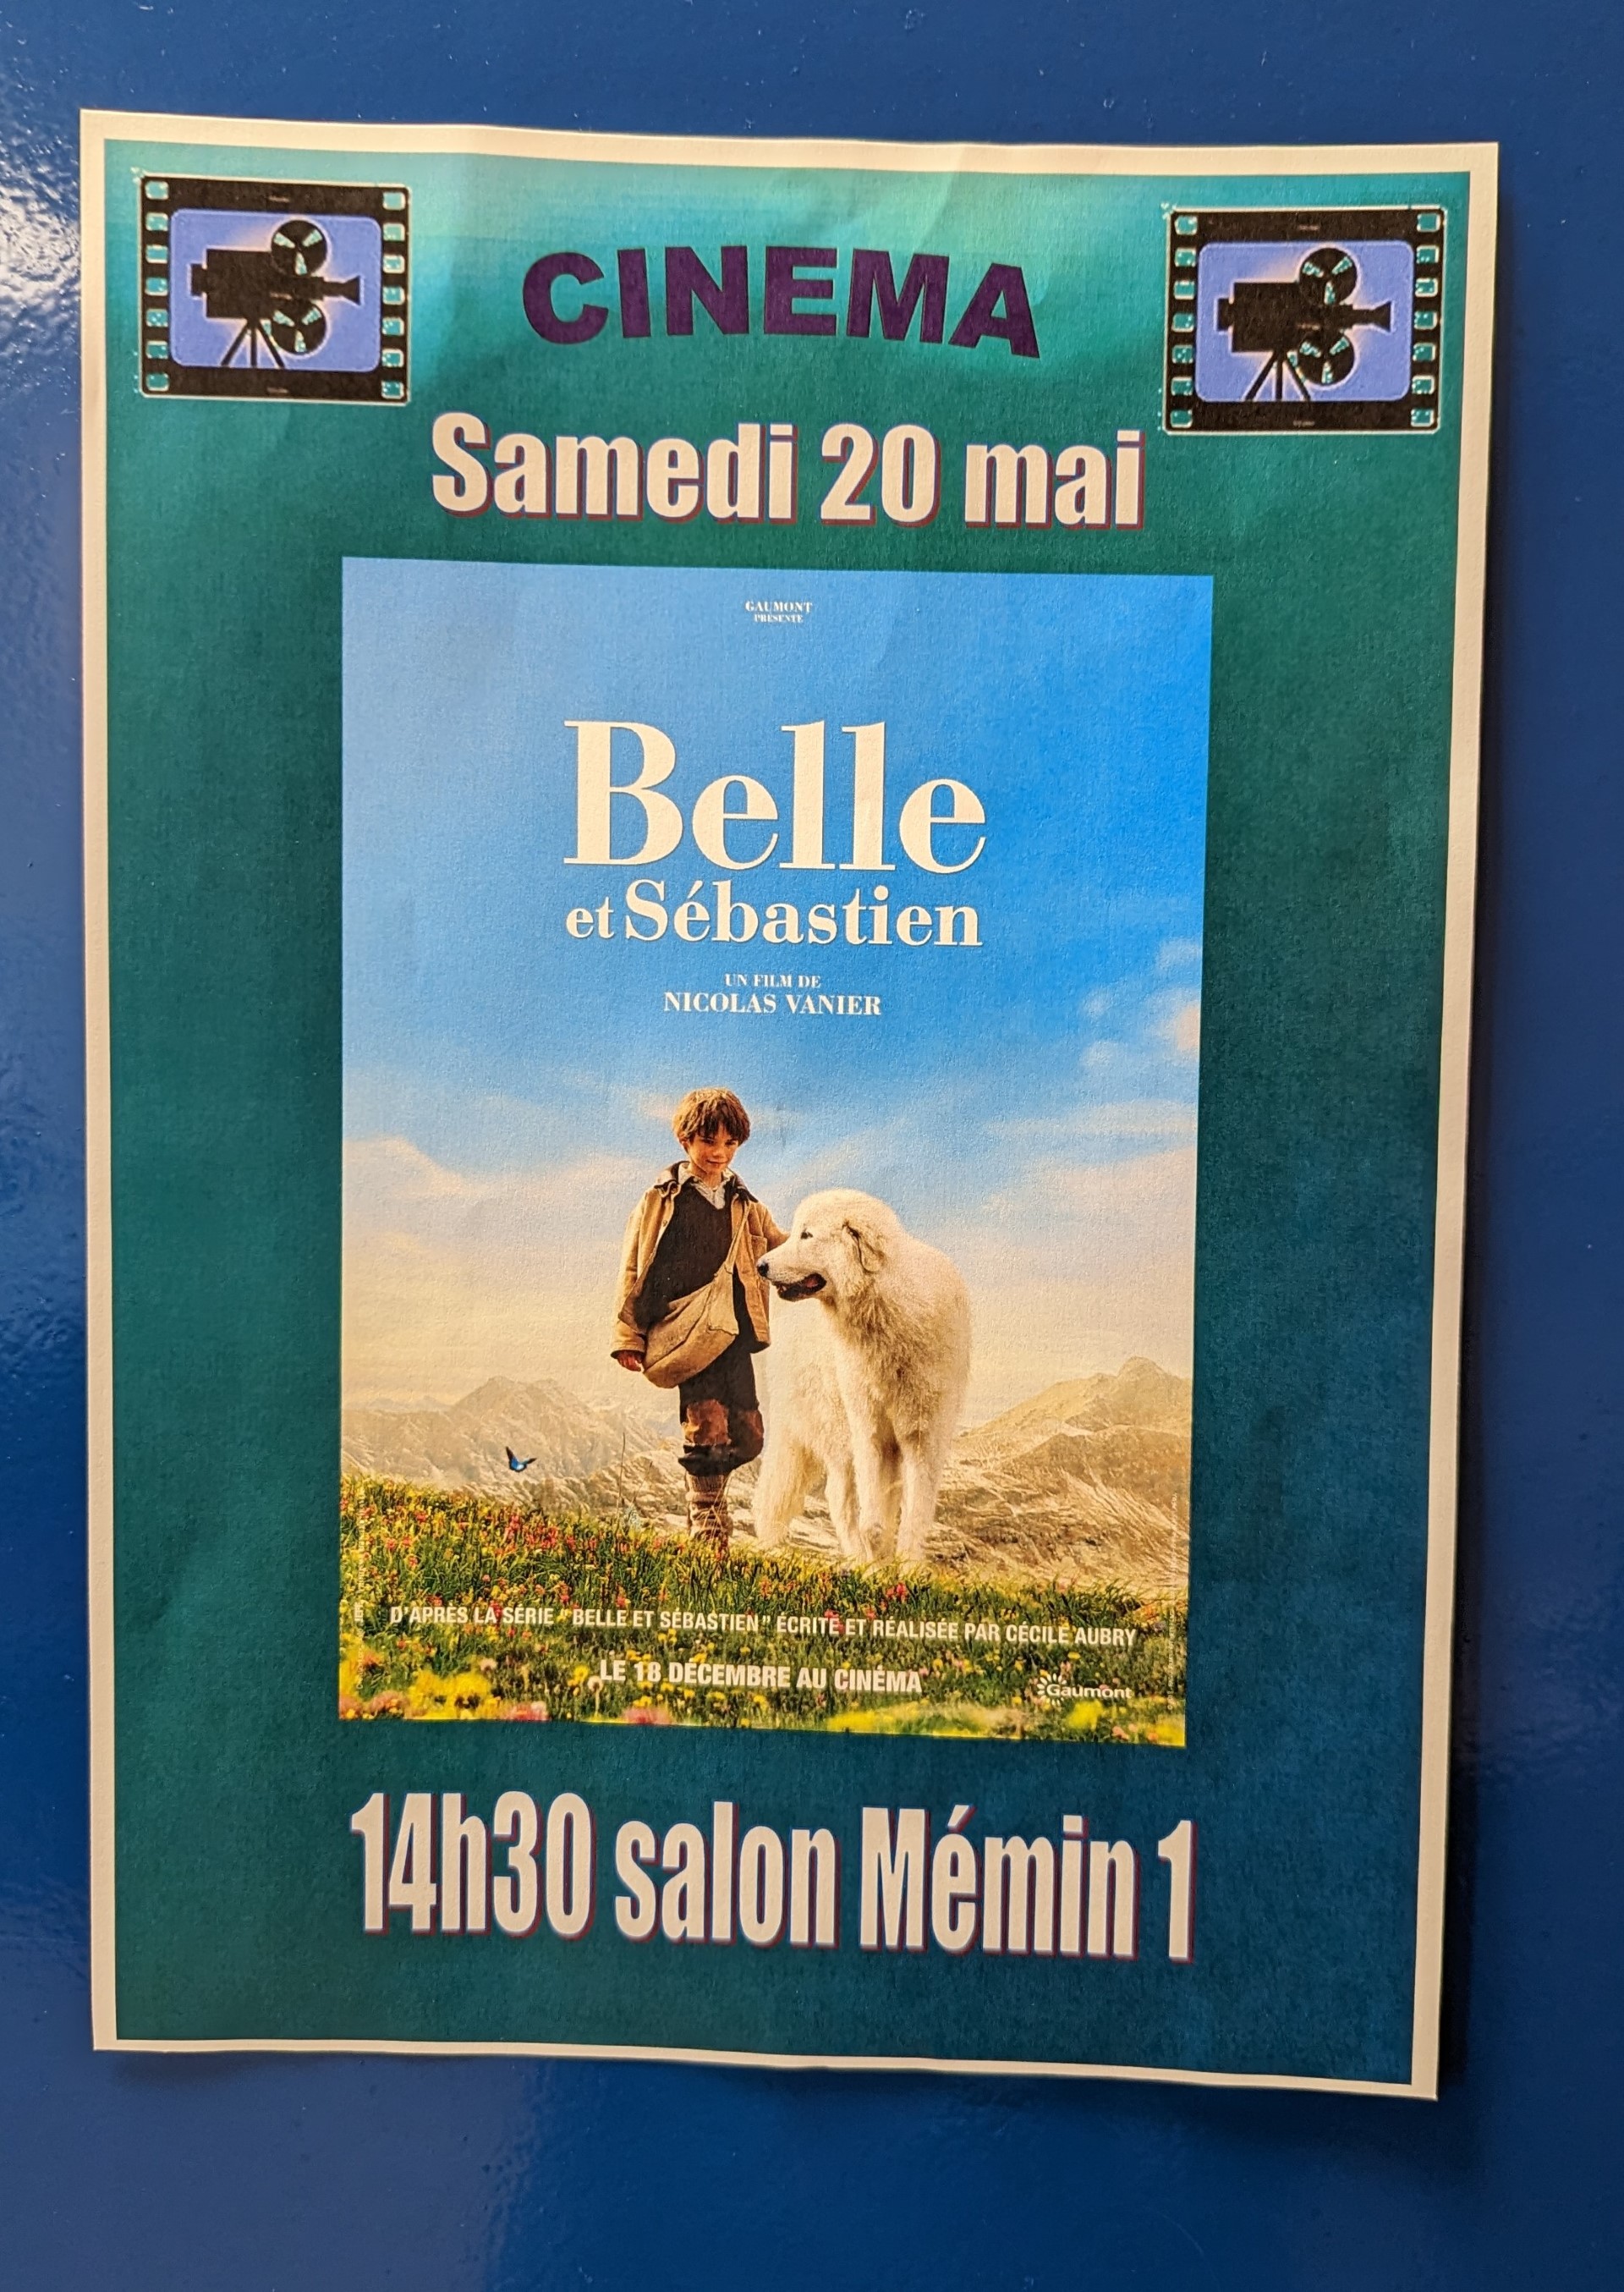 CINEMA
Samedi 20 mai
GAUMONT
PRÉSENTE
Belle
et Sébastien
UN FILM DE
NICOLAS VANIER
D'APRÈS LA SÉRIE "BELLE ET SÉBASTIEN" ÉCRITE ET RÉALISÉE PAR CÉCILE AUBRY
LE 18 DÉCEMBRE AU CINÉMA
Gaumont
14h30 salon Mémin 1